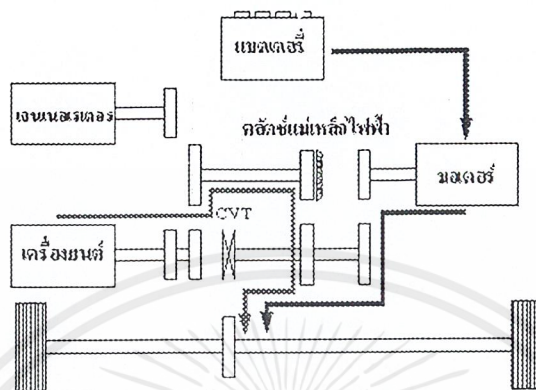 แบตเตอรี่
เจนเนอเรเตอร
คลัตช์แม่เหล็กไฟฟ้า
มอเตอร์
CVT
เครื่องยนต์